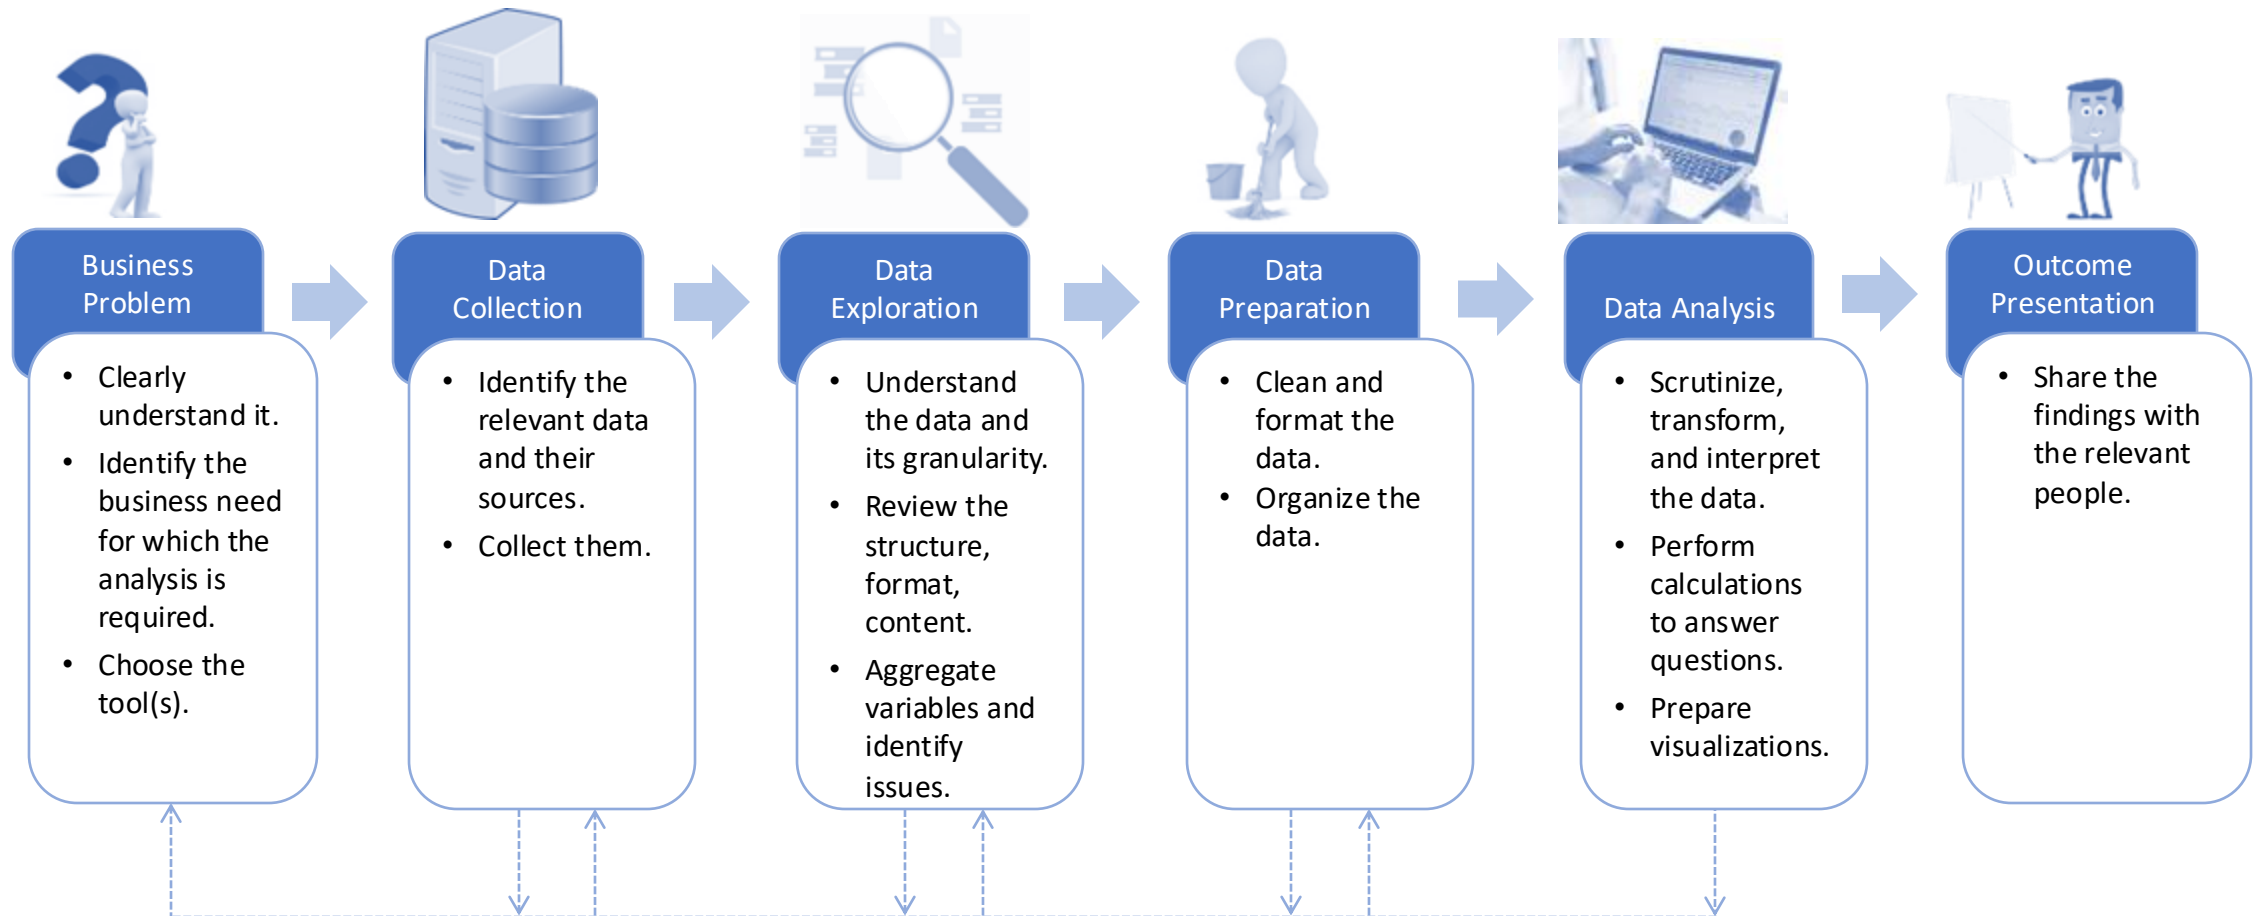 Business
Problem
• Clearly
understand it.
• Identify the
business need
for which the
analysis is
required.
• Choose the
tool(s).
Data
Collection
• Identify the
relevant data
and their
sources.
• Collect them.
Data
Exploration
• Understand
the data and
its granularity.
• Review the
structure,
format,
content.
• Aggregate
variables and
identify
issues.
Data
Preparation
• Clean and
format the
data.
• Organize the
data.
Data Analysis
• Scrutinize,
transform,
and interpret
the data.
• Perform
calculations
to answer
questions.
• Prepare
visualizations.
Outcome
Presentation
• Share the
findings with
the relevant
people.